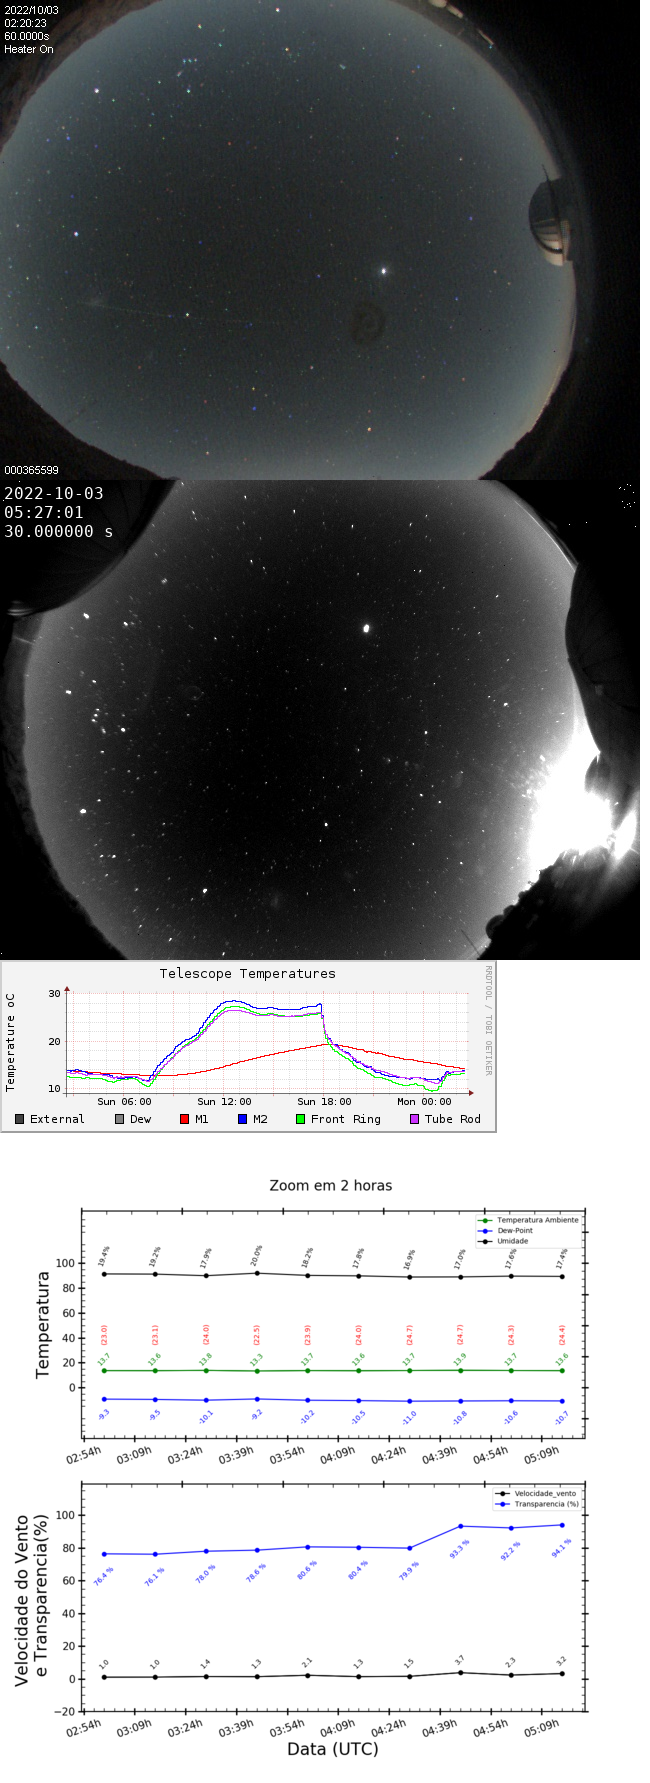 2022/10/03
02:20:23
60.0000s
Heater On
000365599
2022-10-03
05:27:01
30.000000 s
Telescope Temperatures
RRDTOOL / TOBI OETIKER
Temperature oC
30
20
10
Sun 06:00 Sun 12:00 Sun 18:00 Mon 00:00
External Dew M1 M2 Front Ring Tube Rod
Zoom em 2 horas
Temperatura Ambiente
Dew-Point
Umidade
Temperatura
100
80
60
40
20
0
19.4% 19.2% 17.9% 20.0% 18.2% 17.8% 16.9% 17.0% 17.6% 17.4%
(23.0) (23.1) (24.0) (22.5) (23.9) (24.0) (24.7) (24.7) (24.3) (24.4)
13.7 13.6 13.8 13.3 13.7 13.6 13.7 13.9 13.7 13.6
-9.3 -9.5 -10.1 -9.2 -10.2 -10.5 -11.0 -10.8 -10.6 -10.7
02:54h 03:09h 03:24h 03:39h 03:54h 04:09h 04:24h 04:39h 04:54h 05:09h
Velocidade_vento
Transparencia (%)
Velocidade do Vento
e Transparencia(%)
100
80
60
40
20
0
−20
76.4 % 76.1 % 78.0 % 78.6 % 80.6 % 80.4 % 79.9 % 93.3 % 92.2 % 94.1 %
1.0 1.0 1.4 1.3 2.1 1.3 1.5 3.7 2.3 3.2
02:54h 03:09h 03:24h 03:39h 03:54h 04:09h 04:24h 04:39h 04:54h 05:09h
Data (UTC)